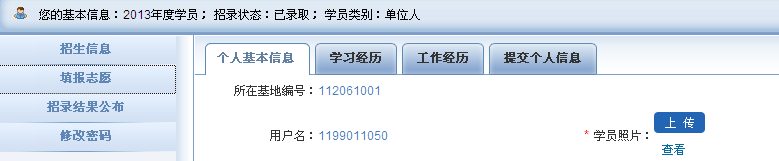 您的基本信息：2013年度学员； 招录状态：已录取； 学员类别：单位人
招生信息
填报志愿
招录结果公布
修改密码
个人基本信息 学习经历 工作经历 提交个人信息
所在基地编号：112061001
用户名：1199011050 * 学员照片： 上 传
查看